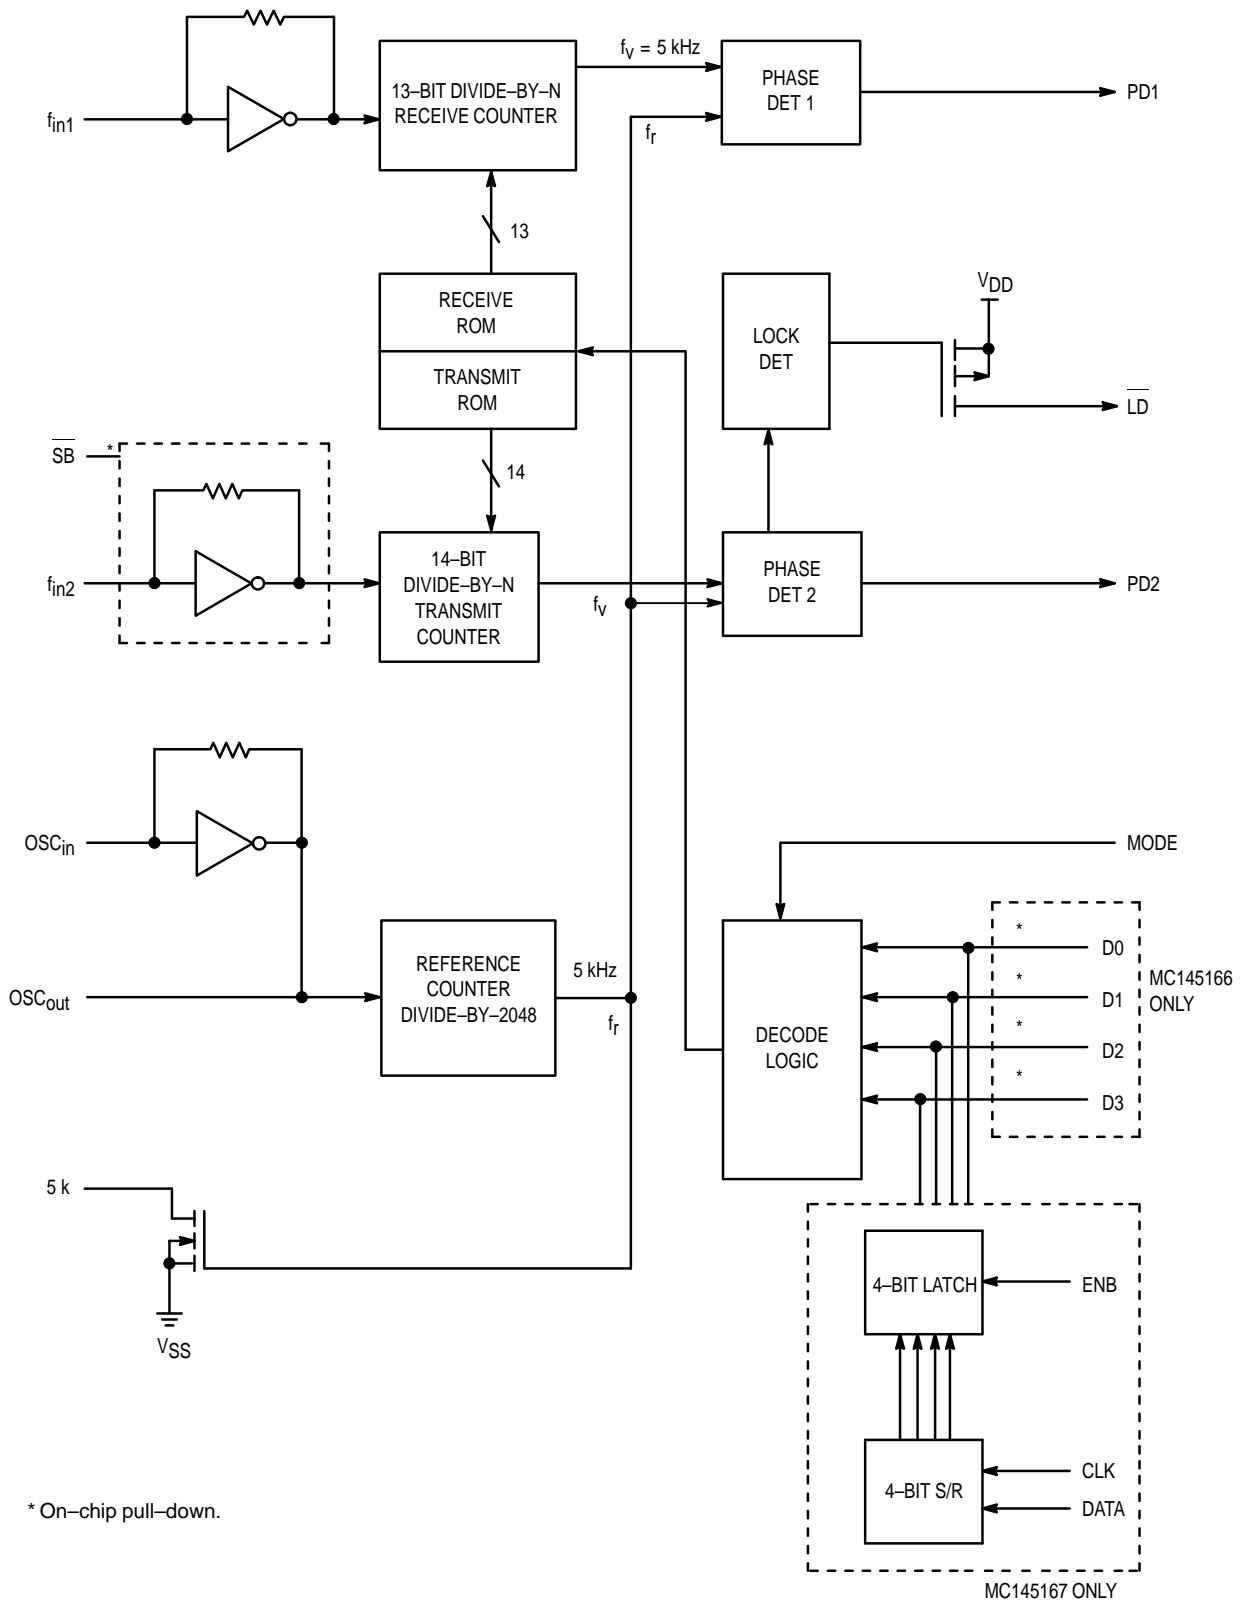 fin1
13–BIT DIVIDE–BY–N
RECEIVE COUNTER
fV = 5 kHz
fr
PHASE
DET 1
PD1
13
RECEIVE
ROM
TRANSMIT
ROM
14
LOCK
DET
VDD
LD
SB
*
fin2
14–BIT
DIVIDE–BY–N
TRANSMIT
COUNTER
fV
PHASE
DET 2
PD2
OSCin
OSCout
REFERENCE
COUNTER
DIVIDE–BY–2048
5 kHz
fr
MODE
DECODE
LOGIC
*
D0
*
D1
*
D2
*
D3
MC145166
ONLY
5 k
VSS
4–BIT LATCH
ENB
4–BIT S/R
CLK
DATA
MC145167 ONLY
* On–chip pull–down.